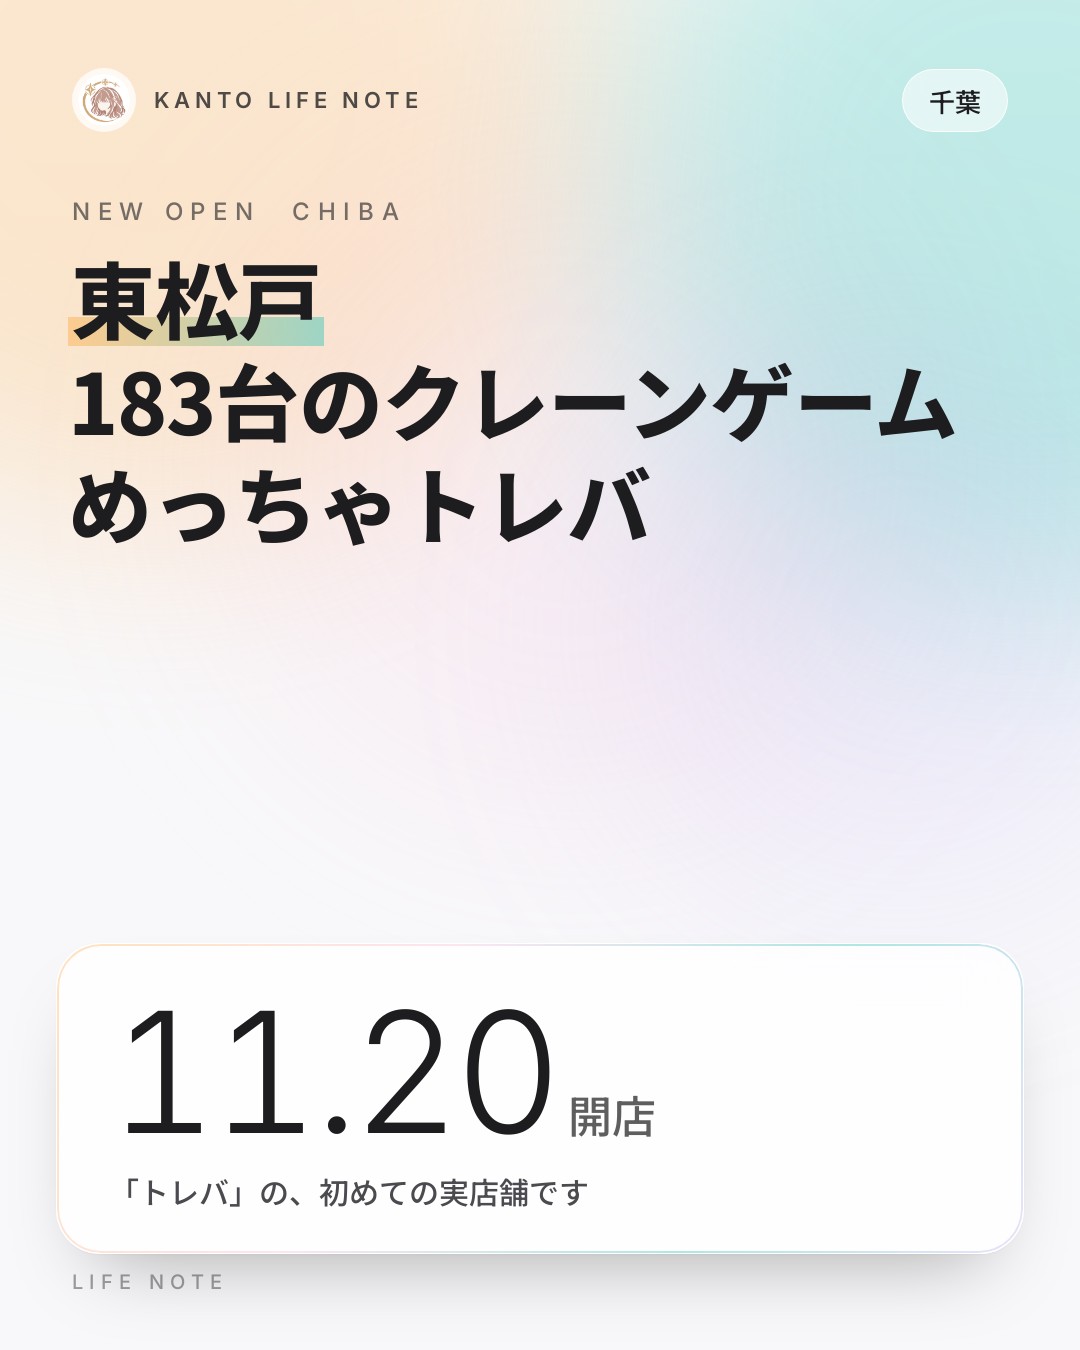 KANTO LIFE NOTE
千葉
NEW OPEN CHIBA
東松戸
183台のクレーンゲーム
めっちゃトレバ
11.20 開店
「トレバ」の、初めての実店舗です
LIFE NOTE